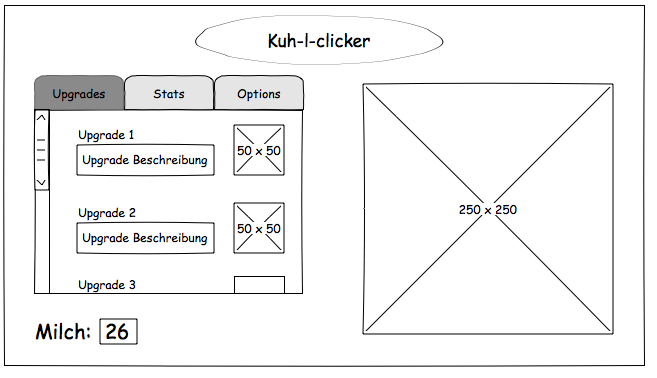 Kuh-l-clicker
Upgrades Stats Options
Upgrade 1
Upgrade Beschreibung
50 x 50
Upgrade 2
Upgrade Beschreibung
50 x 50
Upgrade 3
250 x 250
Milch: 26